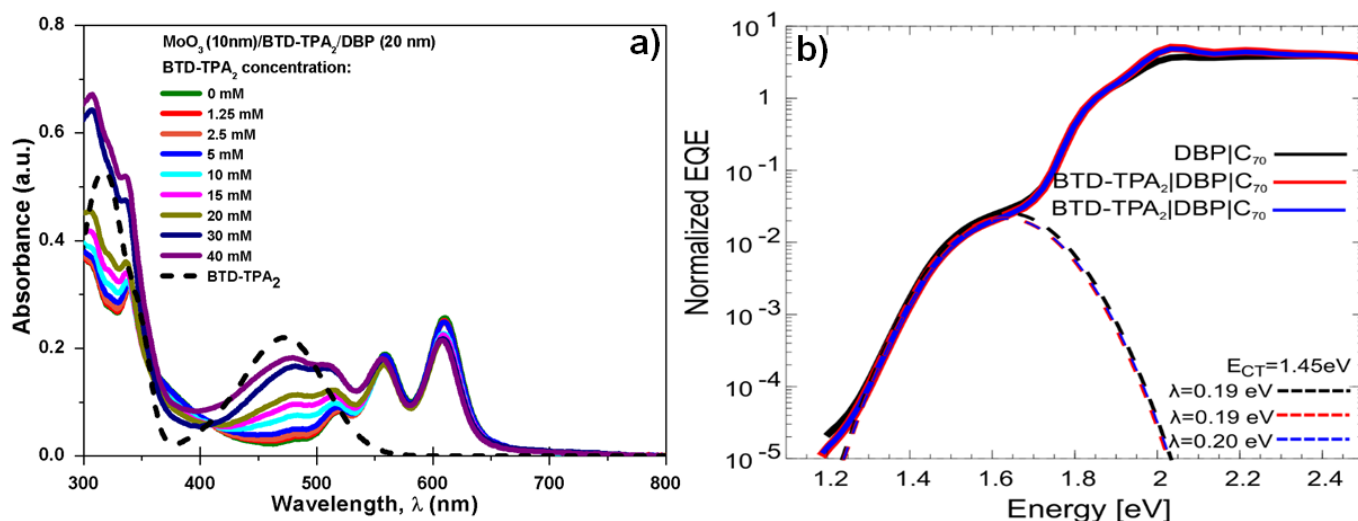 a)
MoO3 (10nm)/BTD-TPA2/DBP (20 nm)
BTD-TPA2 concentration:
0 mM
1.25 mM
2.5 mM
5 mM
10 mM
15 mM
20 mM
30 mM
40 mM
BTD-TPA2
0.8
0.6
0.4
0.2
0.0
Absorbance (a.u.)
300 400 500 600 700 800
Wavelength, λ (nm)
b)
10 1
1
10 -1
10 -2
10 -3
10 -4
10 -5
Normalized EQE
DBP|C70
BTD-TPA2|DBP|C70
BTD-TPA2|DBP|C70
ECT=1.45eV
λ=0.19 eV
λ=0.19 eV
λ=0.20 eV
1.2 1.4 1.6 1.8 2.0 2.2 2.4
Energy [eV]